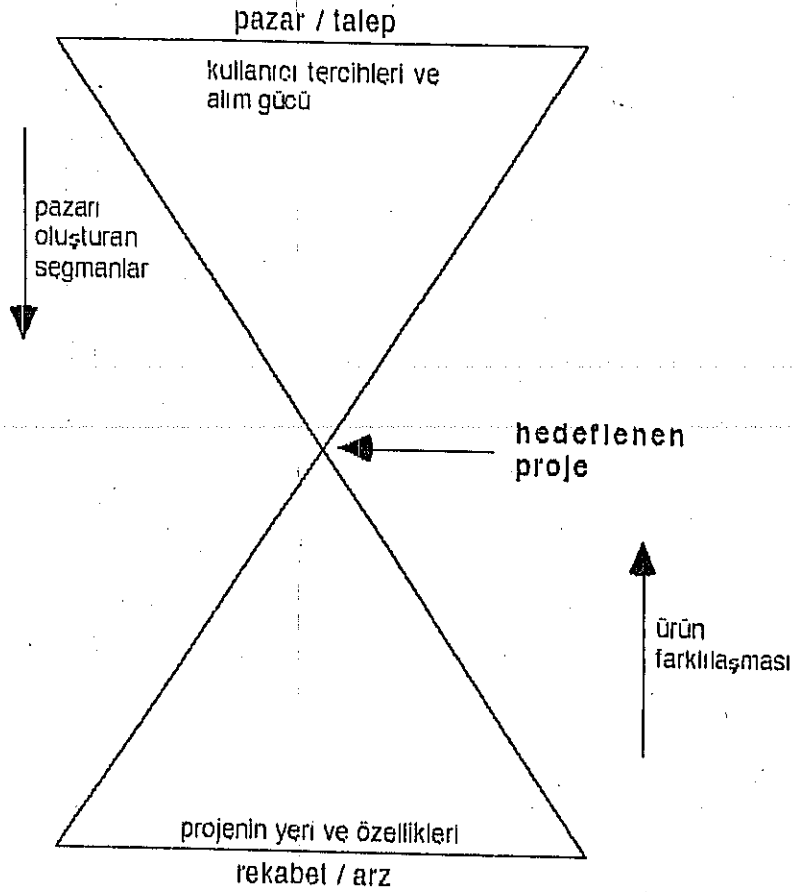 pazar / talep
kullanıcı tercihleri ve
alım gücü
pazarı
oluşturan
segmanlar
hedeflenen
proje
ürün
farklılaşması
projenin yeri ve özellikleri
rekabet / arz